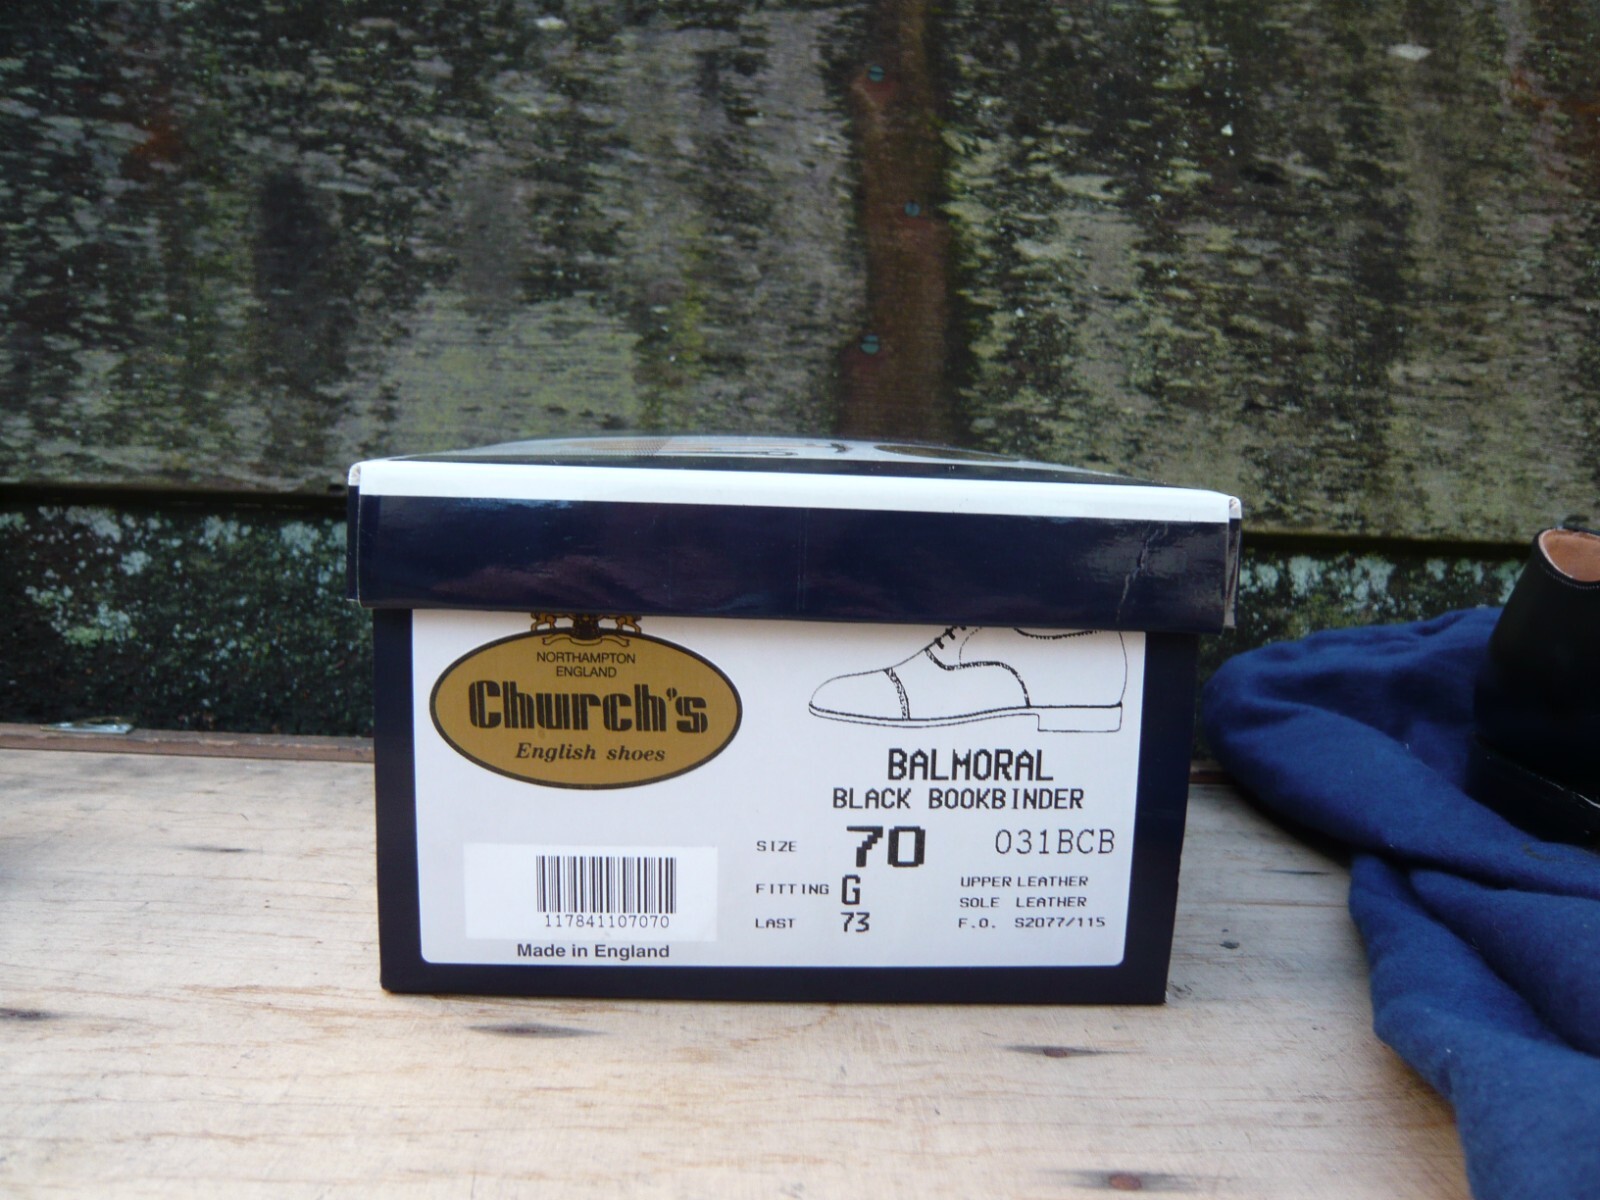 NORTHAMPTON
ENGLAND
Church's
English shoes
BALMORAL
BLACK BOOKBINDER
SIZE 70 031BCB
FITTING G UPPER LEATHER
SOLE LEATHER
LAST 73 F.O. S2077/115
117841107070
Made in England